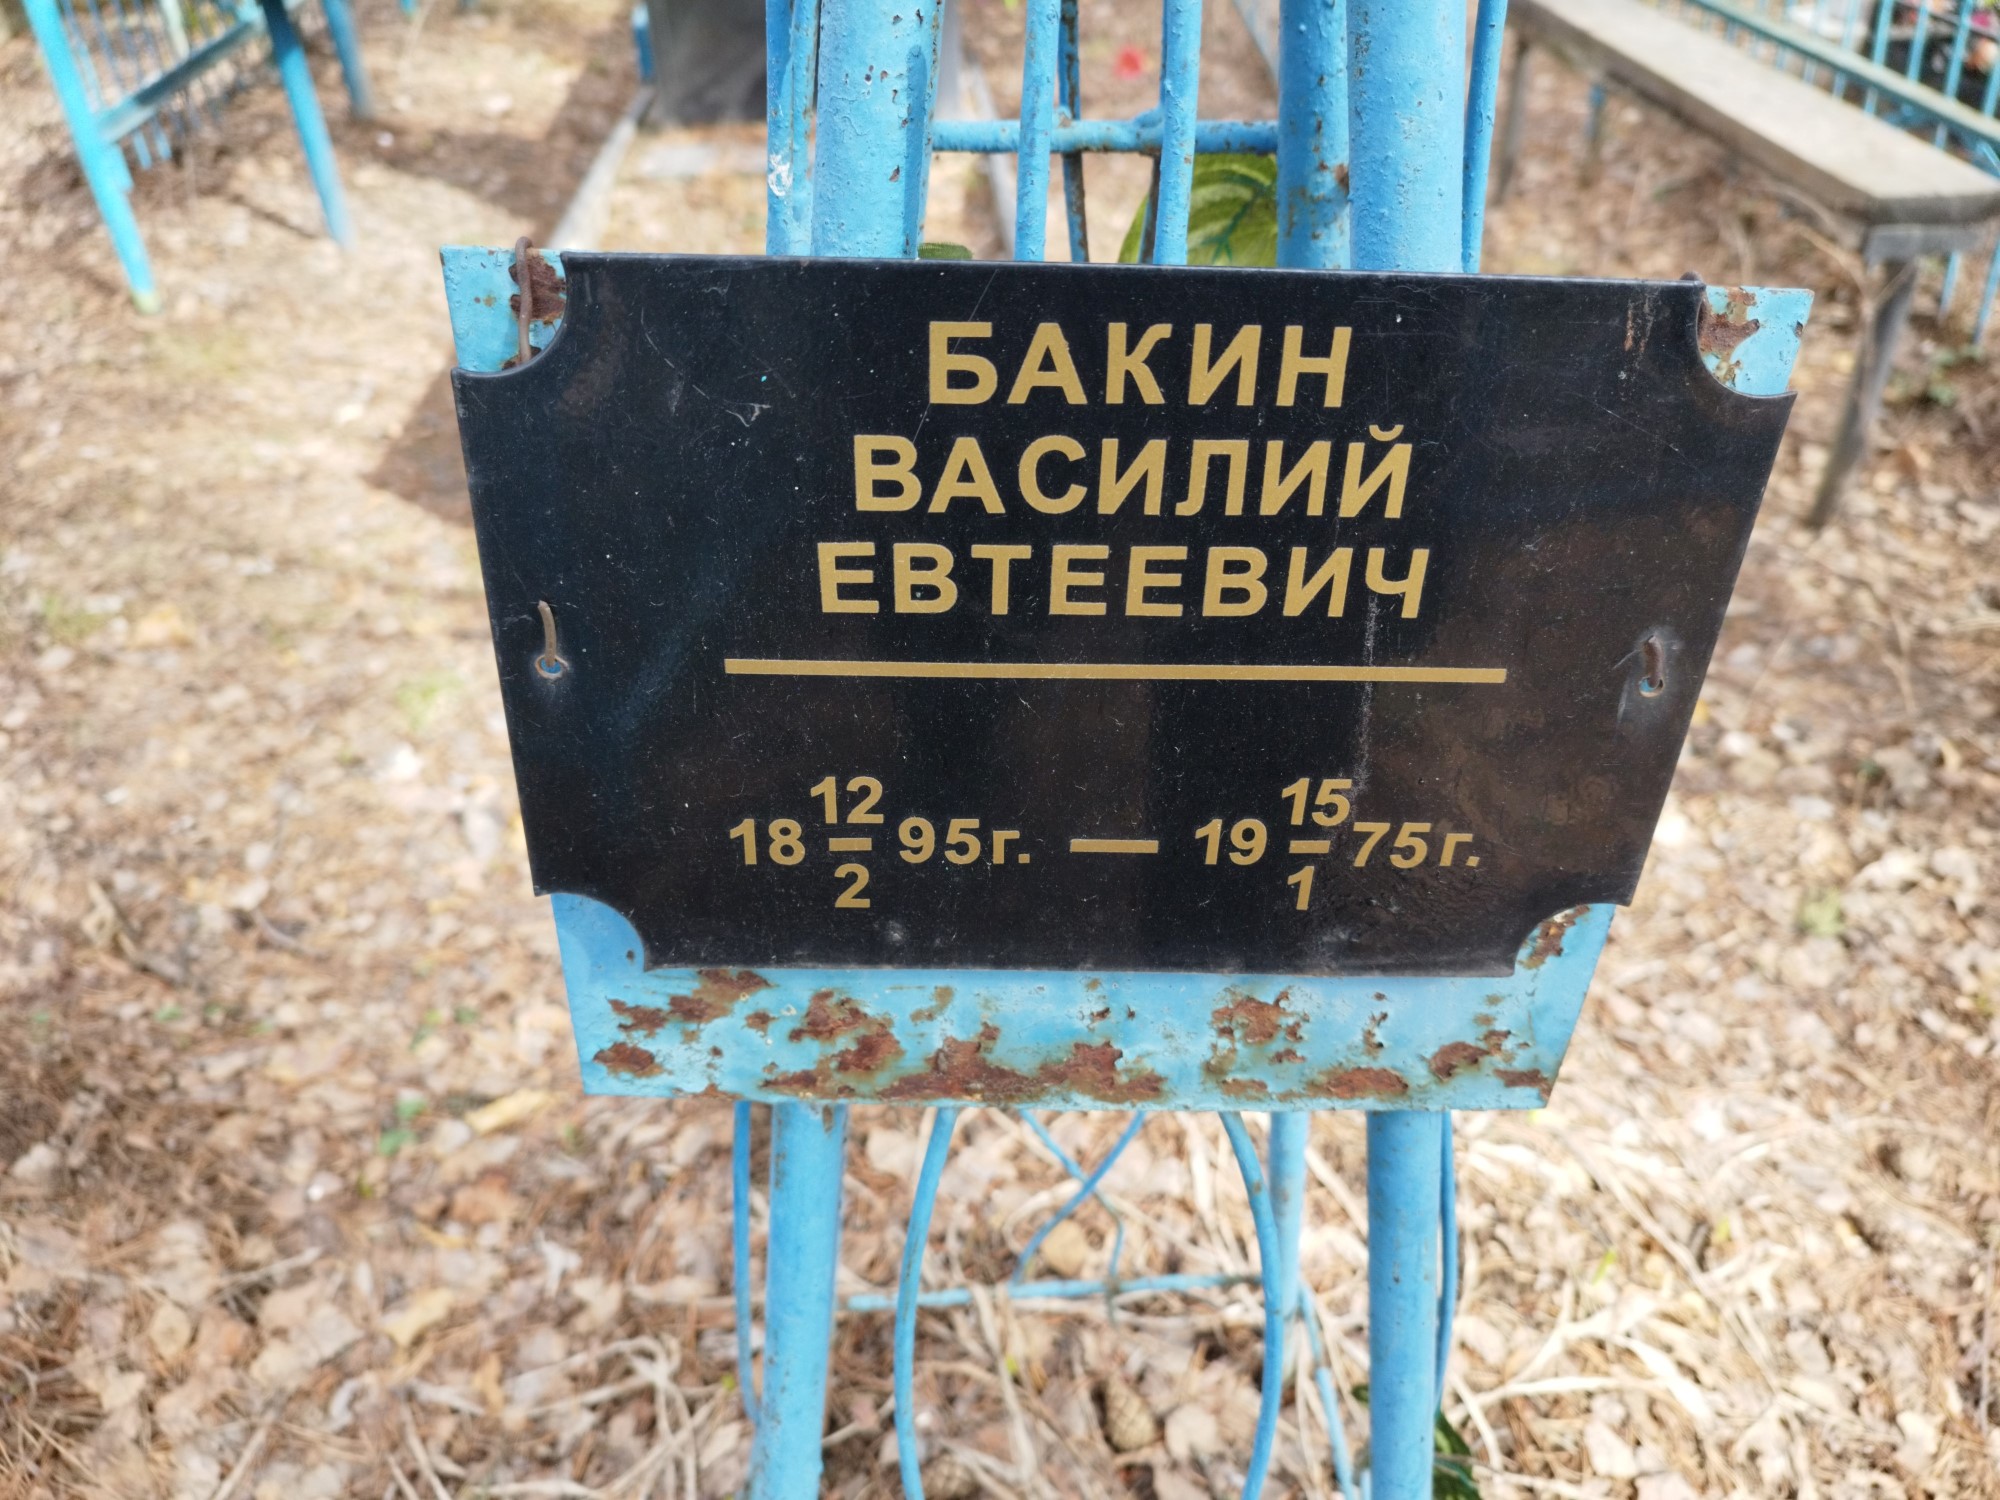 БАКИН
ВАСИЛИЙ
ЕВТЕЕВИЧ
18 12/2 95г. — 19 15/1 75г.